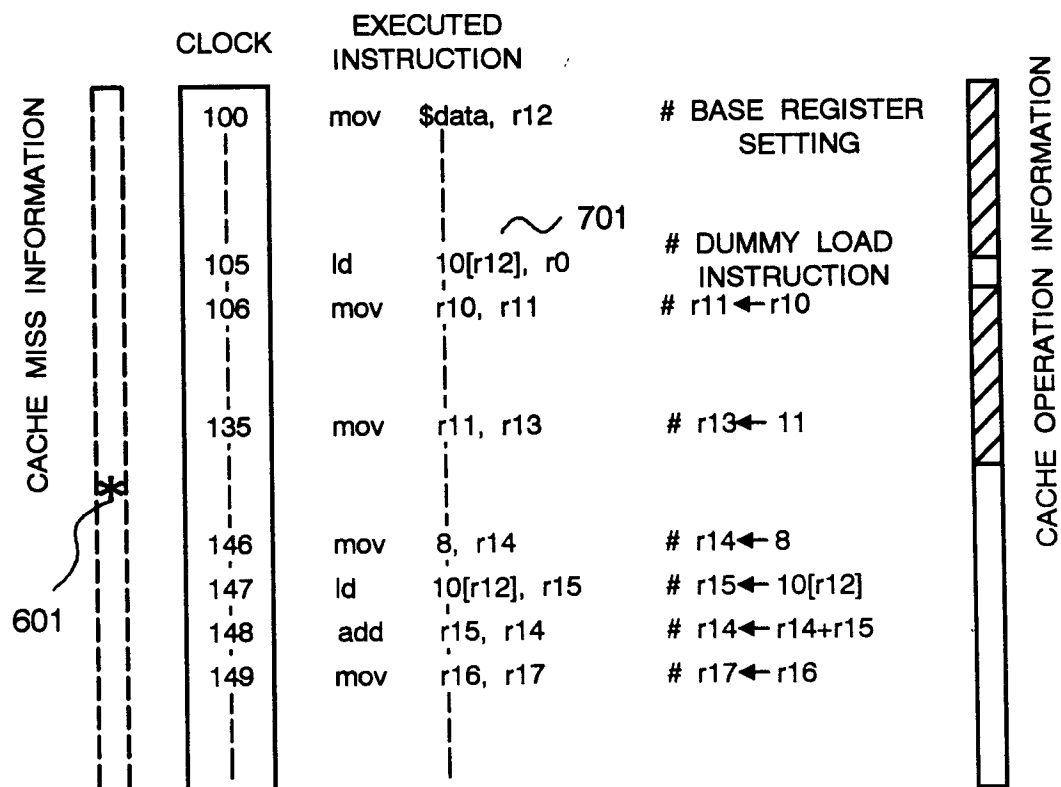 CLOCK
EXECUTED
INSTRUCTION
CACHE MISS INFORMATION
CACHE OPERATION INFORMATION
100 mov $data, r12 # BASE REGISTER
SETTING
701
105 ld 10[r12], r0 # DUMMY LOAD
INSTRUCTION
106 mov r10, r11 # r11 ← r10
135 mov r11, r13 # r13 ← 11
601
146 mov 8, r14 # r14 ← 8
147 ld 10[r12], r15 # r15 ← 10[r12]
148 add r15, r14 # r14 ← r14+r15
149 mov r16, r17 # r17 ← r16